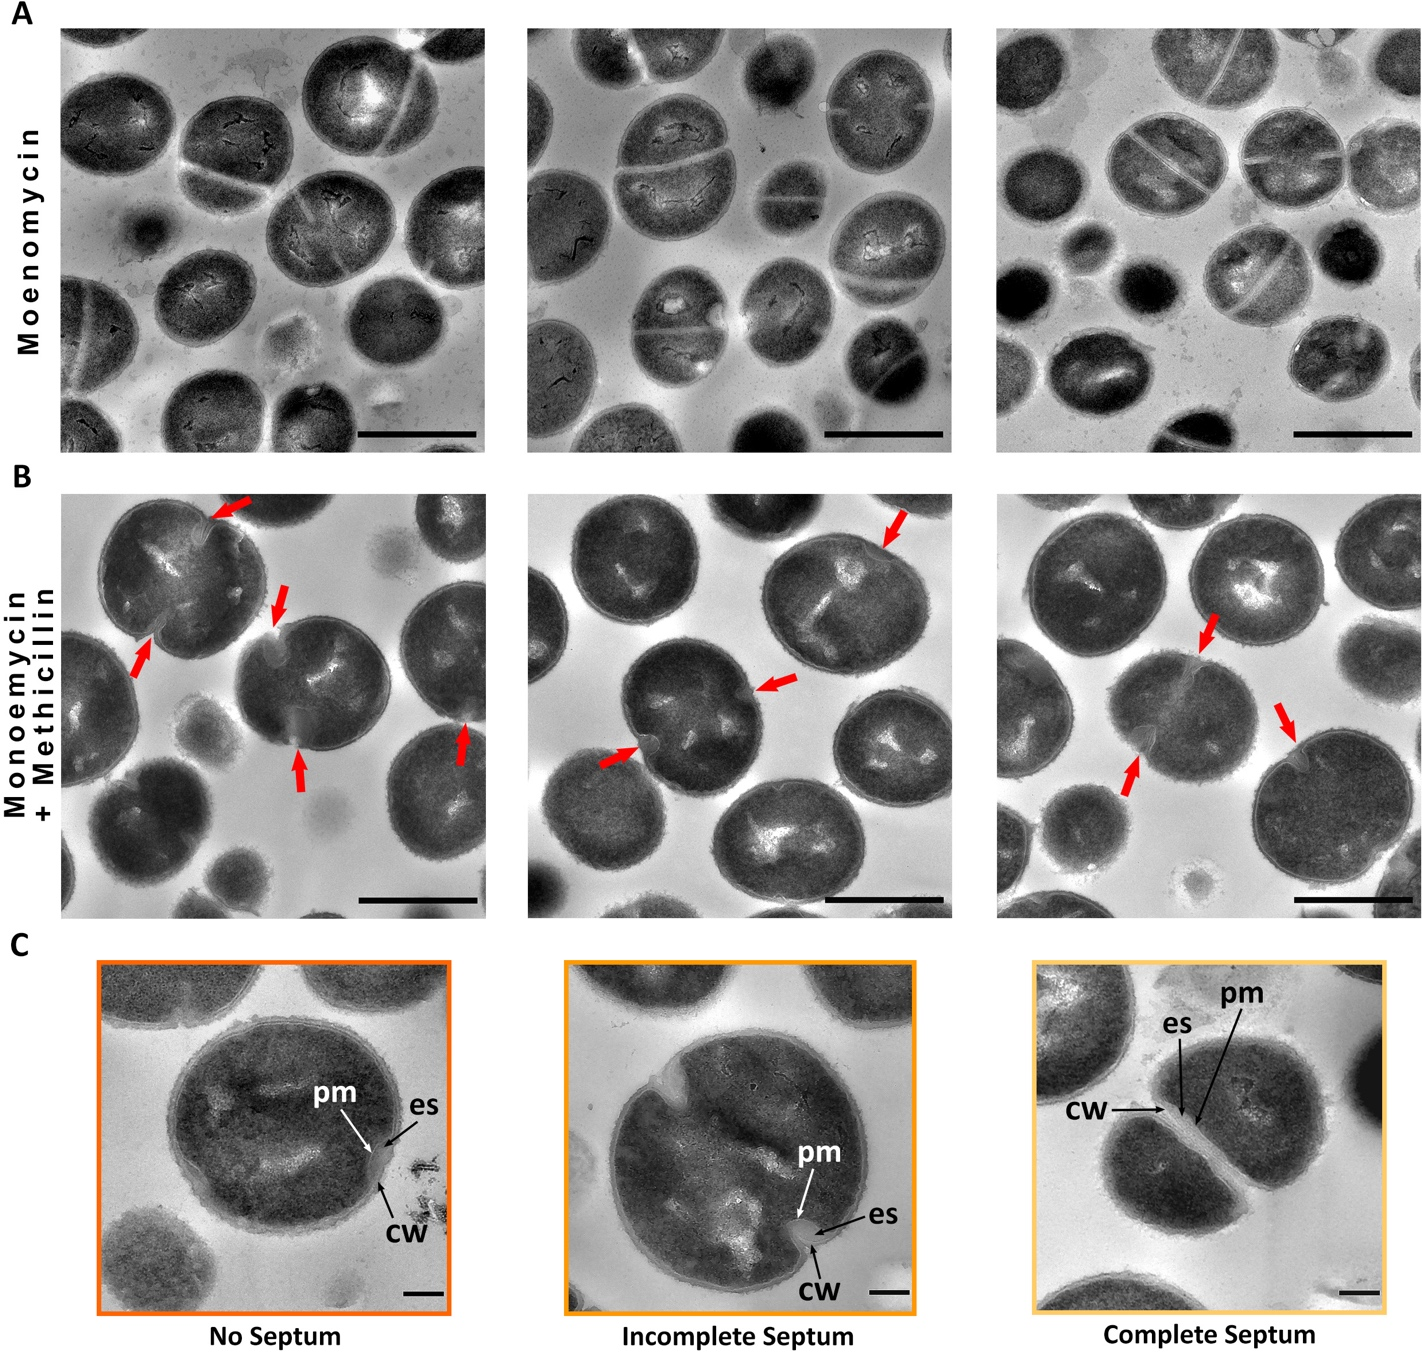 A
Moenomycin
B
Monoemycin
+ Methicillin
C
pm
es
cw
pm
es
cw
pm
es
cw
No Septum
Incomplete Septum
Complete Septum